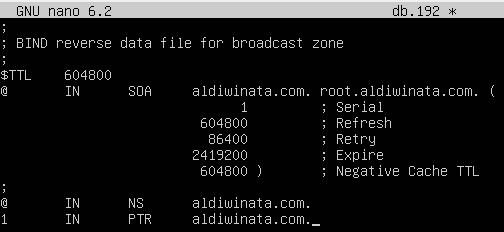 GNU nano 6.2 db.192 *
;
; BIND reverse data file for broadcast zone
;
$TTL 604800
@ IN SOA aldiwinata.com. root.aldiwinata.com. (
1 ; Serial
604800 ; Refresh
86400 ; Retry
2419200 ; Expire
604800 ) ; Negative Cache TTL
;
@ IN NS aldiwinata.com.
1 IN PTR aldiwinata.com._